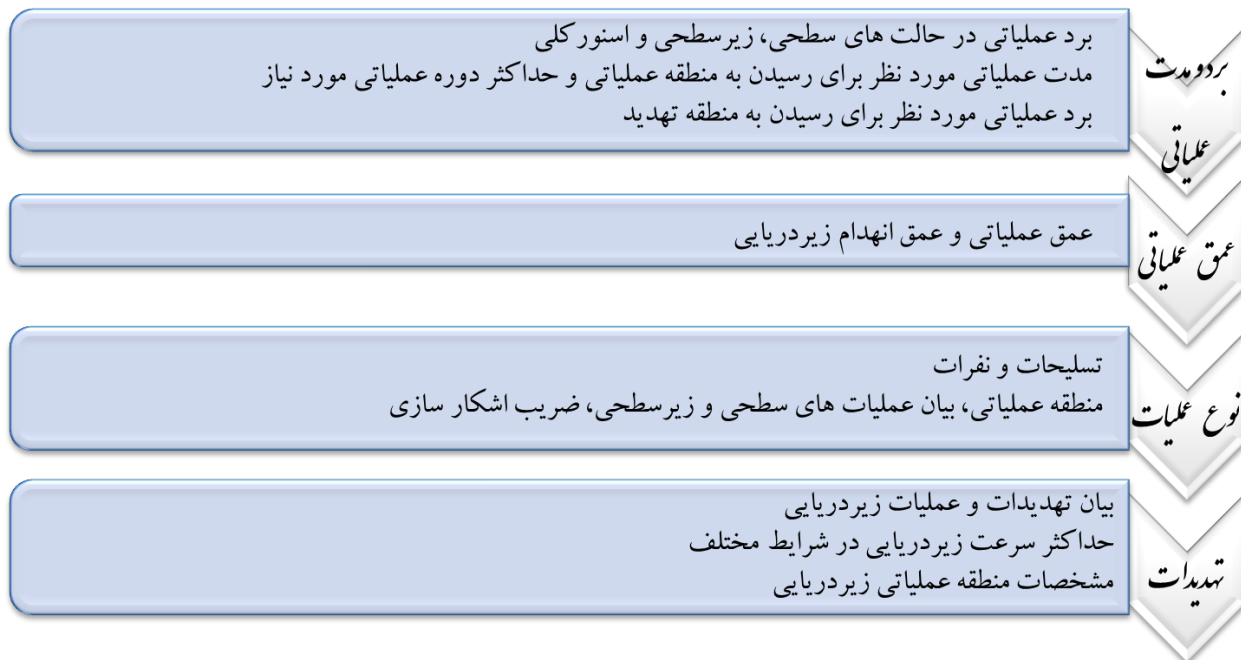 بردومدت
عملیاتی
برد عملیاتی در حالت های سطحی، زیرسطحی و اسنورکلی
مدت عملیاتی مورد نظر برای رسیدن به منطقه عملیاتی و حداکثر دوره عملیاتی مورد نیاز
برد عملیاتی مورد نظر برای رسیدن به منطقه تهدید
عمق عملیاتی
عمق عملیاتی و عمق انهدام زیردریایی
نوع عملیات
تسلیحات و نفرات
منطقه عملیاتی، بیان عملیات های سطحی و زیرسطحی، ضریب اشکار سازی
تهدیدات
بیان تهدیدات و عملیات زیردریایی
حداکثر سرعت زیردریایی در شرایط مختلف
مشخصات منطقه عملیاتی زیردریایی